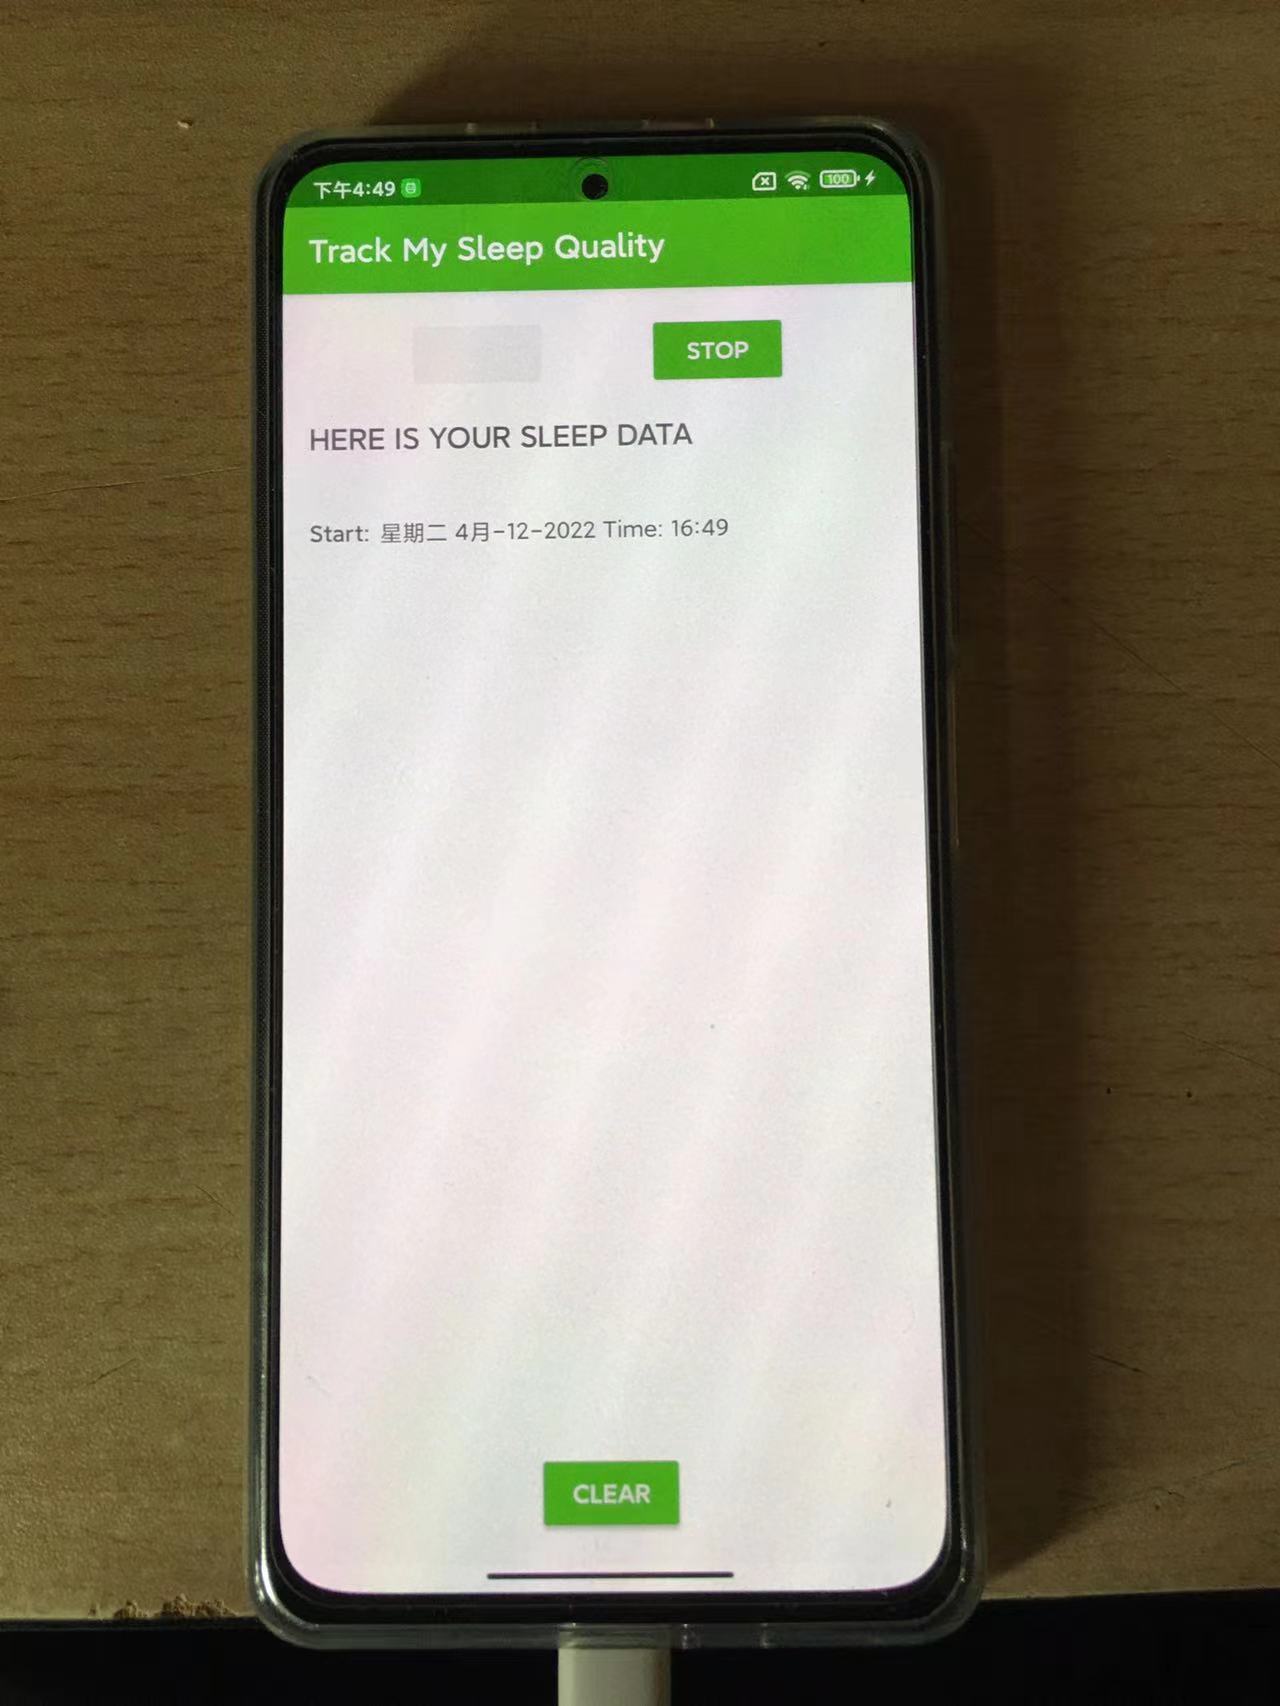 下午4:49 100
Track My Sleep Quality
STOP
HERE IS YOUR SLEEP DATA
Start: 星期二 4月-12-2022 Time: 16:49
CLEAR